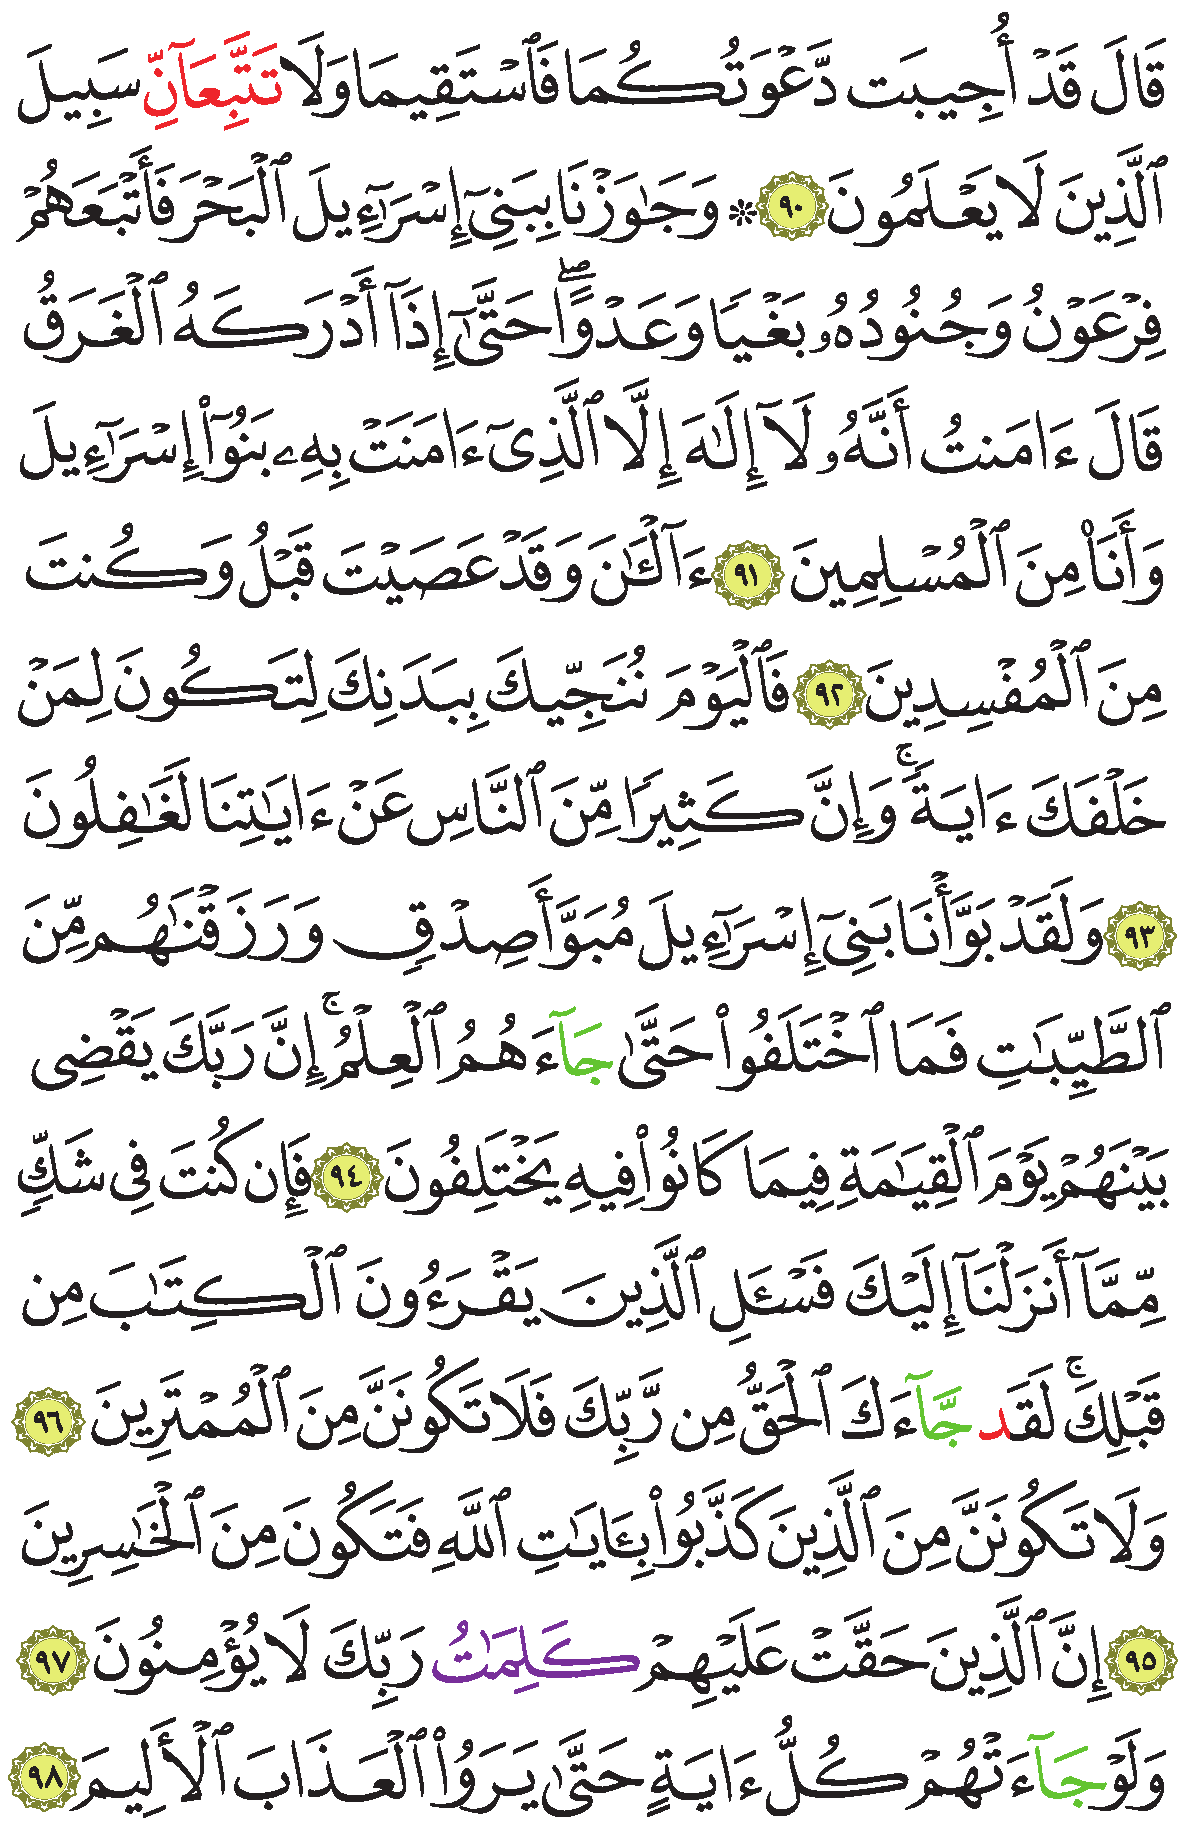 قَالَ قَدْ أُجِيبَت دَّعْوَتُكُمَا فَٱسْتَقِيمَا وَلَا تَتَّبِعَآنِّ سَبِيلَ
ٱلَّذِينَ لَا يَعْلَمُونَ ٩٠ ۞ وَجَـٰوَزْنَا بِبَنِىٓ إِسْرَٰٓءِيلَ ٱلْبَحْرَ فَأَتْبَعَهُمْ
فِرْعَوْنُ وَجُنُودُهُۥ بَغْيًا وَعَدْوًا ۖ حَتَّىٰٓ إِذَآ أَدْرَكَهُ ٱلْغَرَقُ
قَالَ ءَامَنتُ أَنَّهُۥ لَآ إِلَـٰهَ إِلَّا ٱلَّذِىٓ ءَامَنَتْ بِهِۦ بَنُوٓا۟ إِسْرَٰٓءِيلَ
وَأَنَا۠ مِنَ ٱلْمُسْلِمِينَ ٩١ ءَآلْـَٔـٰنَ وَقَدْ عَصَيْتَ قَبْلُ وَكُنتَ
مِنَ ٱلْمُفْسِدِينَ ٩٢ فَٱلْيَوْمَ نُنَجِّيكَ بِبَدَنِكَ لِتَكُونَ لِمَنْ
خَلْفَكَ ءَايَةً ۚ وَإِنَّ كَثِيرًا مِّنَ ٱلنَّاسِ عَنْ ءَايَـٰتِنَا لَغَـٰفِلُونَ
٩٣ وَلَقَدْ بَوَّأْنَا بَنِىٓ إِسْرَٰٓءِيلَ مُبَوَّأَ صِدْقٍ وَرَزَقْنَـٰهُم مِّنَ
ٱلطَّيِّبَـٰتِ فَمَا ٱخْتَلَفُوا۟ حَتَّىٰ جَآءَهُمُ ٱلْعِلْمُ ۚ إِنَّ رَبَّكَ يَقْضِى
بَيْنَهُمْ يَوْمَ ٱلْقِيَـٰمَةِ فِيمَا كَانُوا۟ فِيهِ يَخْتَلِفُونَ ٩٤ فَإِن كُنتَ فِى شَكٍّ
مِّمَّآ أَنزَلْنَآ إِلَيْكَ فَسْـَٔلِ ٱلَّذِينَ يَقْرَءُونَ ٱلْكِتَـٰبَ مِن
قَبْلِكَ ۚ لَقَد جَّآءَكَ ٱلْحَقُّ مِن رَّبِّكَ فَلَا تَكُونَنَّ مِنَ ٱلْمُمْتَرِينَ ٩٦
وَلَا تَكُونَنَّ مِنَ ٱلَّذِينَ كَذَّبُوا۟ بِـَٔايَـٰتِ ٱللَّهِ فَتَكُونَ مِنَ ٱلْخَـٰسِرِينَ
٩٥ إِنَّ ٱلَّذِينَ حَقَّتْ عَلَيْهِمْ كَلِمَـٰتُ رَبِّكَ لَا يُؤْمِنُونَ ٩٧
وَلَوْ جَآءَتْهُمْ كُلُّ ءَايَةٍ حَتَّىٰ يَرَوُا۟ ٱلْعَذَابَ ٱلْأَلِيمَ ٩٨